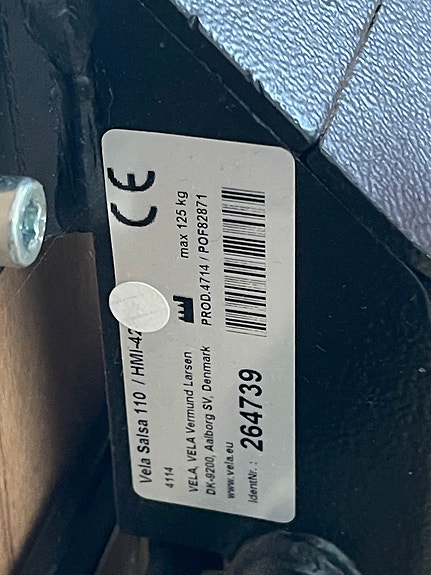 Vela Salsa 110 / HMI-42
4114
VELA, VELA Vermund Larsen
DK-9200, Aalborg SV, Denmark
www.vela.eu
IdentNr.: 264739
CE
max 125 kg
PROD.4714 / POF82871